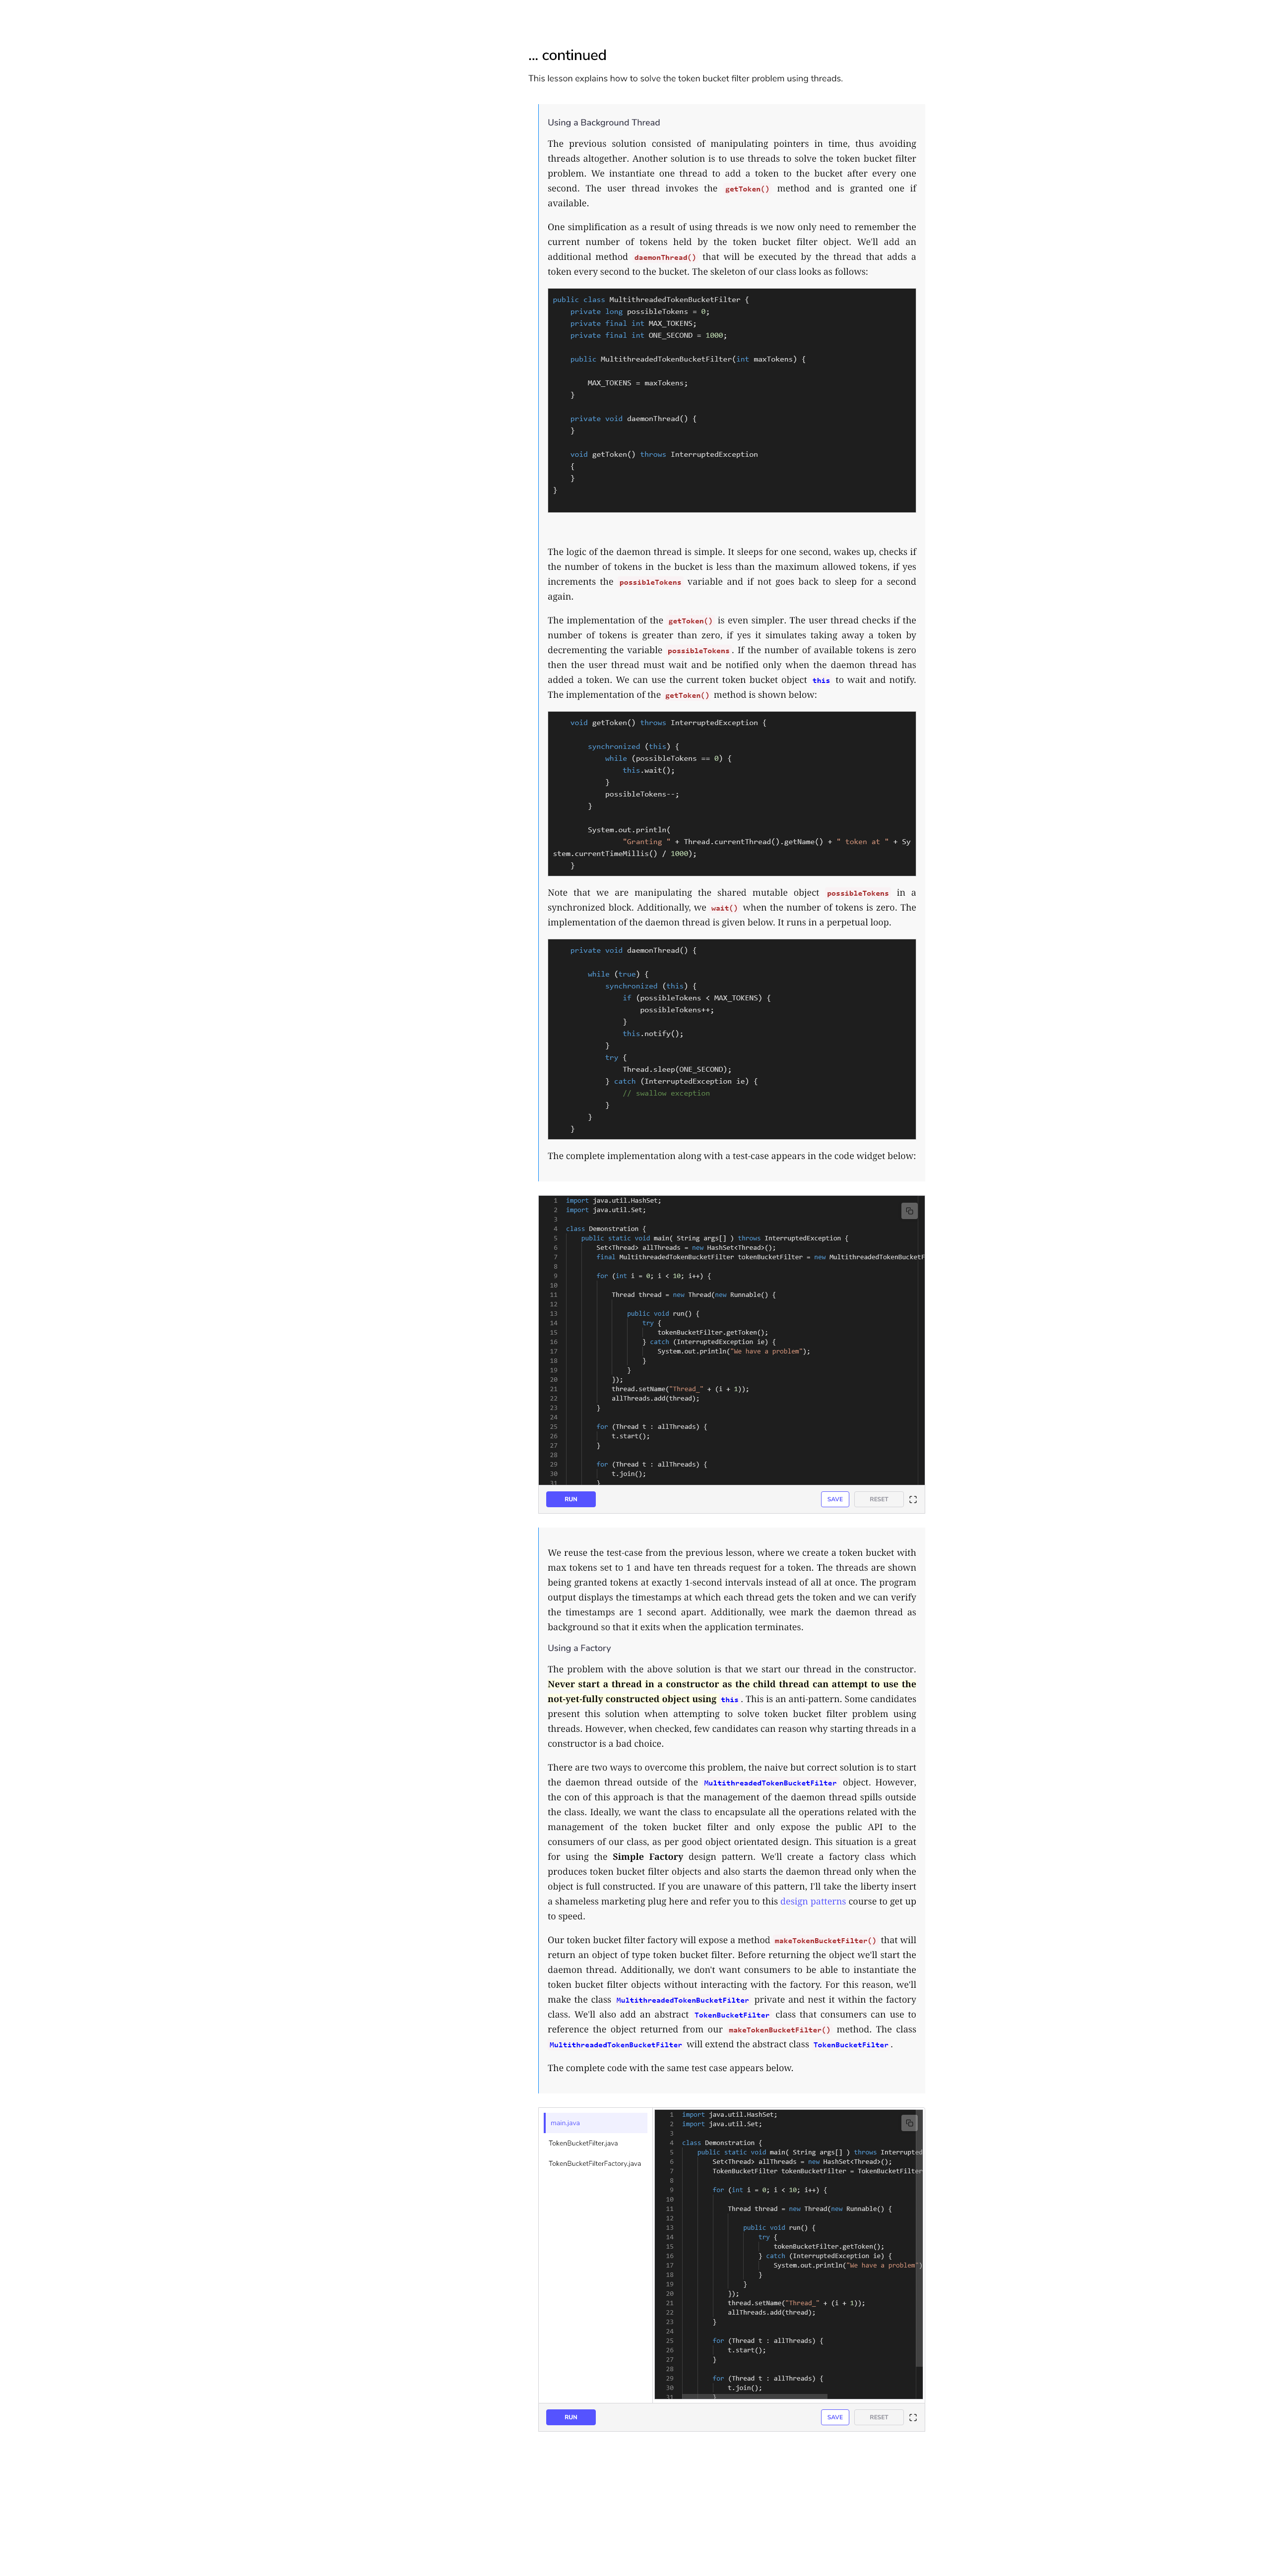 ... continued
This lesson explains how to solve the token bucket filter problem using threads.
Using a Background Thread
The previous solution consisted of manipulating pointers in time, thus avoiding
threads altogether. Another solution is to use threads to solve the token bucket filter
problem. We instantiate one thread to add a token to the bucket after every one
second. The user thread invokes the getToken() method and is granted one if
available.
One simplification as a result of using threads is we now only need to remember the
current number of tokens held by the token bucket filter object. We'll add an
additional method daemonThread() that will be executed by the thread that adds a
token every second to the bucket. The skeleton of our class looks as follows:
public class MultithreadedTokenBucketFilter {
    private long possibleTokens = 0;
    private final int MAX_TOKENS;
    private final int ONE_SECOND = 1000;
    public MultithreadedTokenBucketFilter(int maxTokens) {
        MAX_TOKENS = maxTokens;
    }
    private void daemonThread() {
    }
    void getToken() throws InterruptedException
    {
    }
}
The logic of the daemon thread is simple. It sleeps for one second, wakes up, checks if
the number of tokens in the bucket is less than the maximum allowed tokens, if yes
increments the possibleTokens variable and if not goes back to sleep for a second
again.
The implementation of the getToken() is even simpler. The user thread checks if the
number of tokens is greater than zero, if yes it simulates taking away a token by
decrementing the variable possibleTokens. If the number of available tokens is zero
then the user thread must wait and be notified only when the daemon thread has
added a token. We can use the current token bucket object this to wait and notify.
The implementation of the getToken() method is shown below:
    void getToken() throws InterruptedException {
        synchronized (this) {
            while (possibleTokens == 0) {
                this.wait();
            }
            possibleTokens--;
        }
        System.out.println(
                "Granting " + Thread.currentThread().getName() + " token at " + Sy
stem.currentTimeMillis() / 1000);
    }
Note that we are manipulating the shared mutable object possibleTokens in a
synchronized block. Additionally, we wait() when the number of tokens is zero. The
implementation of the daemon thread is given below. It runs in a perpetual loop.
    private void daemonThread() {
        while (true) {
            synchronized (this) {
                if (possibleTokens < MAX_TOKENS) {
                    possibleTokens++;
                }
                this.notify();
            }
            try {
                Thread.sleep(ONE_SECOND);
            } catch (InterruptedException ie) {
                // swallow exception
            }
        }
    }
The complete implementation along with a test-case appears in the code widget below:
1 import java.util.HashSet;
2 import java.util.Set;
3
4 class Demonstration {
5     public static void main( String args[] ) throws InterruptedException {
6         Set<Thread> allThreads = new HashSet<Thread>();
7         final MultithreadedTokenBucketFilter tokenBucketFilter = new MultithreadedTokenBucketF
8
9         for (int i = 0; i < 10; i++) {
10
11             Thread thread = new Thread(new Runnable() {
12
13                 public void run() {
14                     try {
15                         tokenBucketFilter.getToken();
16                     } catch (InterruptedException ie) {
17                         System.out.println("We have a problem");
18                     }
19                 }
20             });
21             thread.setName("Thread_" + (i + 1));
22             allThreads.add(thread);
23         }
24
25         for (Thread t : allThreads) {
26             t.start();
27         }
28
29         for (Thread t : allThreads) {
30             t.join();
31         }
RUN
SAVE
RESET
We reuse the test-case from the previous lesson, where we create a token bucket with
max tokens set to 1 and have ten threads request for a token. The threads are shown
being granted tokens at exactly 1-second intervals instead of all at once. The program
output displays the timestamps at which each thread gets the token and we can verify
the timestamps are 1 second apart. Additionally, wee mark the daemon thread as
background so that it exits when the application terminates.
Using a Factory
The problem with the above solution is that we start our thread in the constructor.
Never start a thread in a constructor as the child thread can attempt to use the
not-yet-fully constructed object using this. This is an anti-pattern. Some candidates
present this solution when attempting to solve token bucket filter problem using
threads. However, when checked, few candidates can reason why starting threads in a
constructor is a bad choice.
There are two ways to overcome this problem, the naive but correct solution is to start
the daemon thread outside of the MultithreadedTokenBucketFilter object. However,
the con of this approach is that the management of the daemon thread spills outside
the class. Ideally, we want the class to encapsulate all the operations related with the
management of the token bucket filter and only expose the public API to the
consumers of our class, as per good object orientated design. This situation is a great
for using the Simple Factory design pattern. We'll create a factory class which
produces token bucket filter objects and also starts the daemon thread only when the
object is full constructed. If you are unaware of this pattern, I'll take the liberty insert
a shameless marketing plug here and refer you to this design patterns course to get up
to speed.
Our token bucket filter factory will expose a method makeTokenBucketFilter() that will
return an object of type token bucket filter. Before returning the object we'll start the
daemon thread. Additionally, we don't want consumers to be able to instantiate the
token bucket filter objects without interacting with the factory. For this reason, we'll
make the class MultithreadedTokenBucketFilter private and nest it within the factory
class. We'll also add an abstract TokenBucketFilter class that consumers can use to
reference the object returned from our makeTokenBucketFilter() method. The class
MultithreadedTokenBucketFilter will extend the abstract class TokenBucketFilter.
The complete code with the same test case appears below.
main.java
TokenBucketFilter.java
TokenBucketFilterFactory.java
1 import java.util.HashSet;
2 import java.util.Set;
3
4 class Demonstration {
5     public static void main( String args[] ) throws Interrupted
6         Set<Thread> allThreads = new HashSet<Thread>();
7         TokenBucketFilter tokenBucketFilter = TokenBucketFilter
8
9         for (int i = 0; i < 10; i++) {
10
11             Thread thread = new Thread(new Runnable() {
12
13                 public void run() {
14                     try {
15                         tokenBucketFilter.getToken();
16                     } catch (InterruptedException ie) {
17                         System.out.println("We have a problem")
18                     }
19                 }
20             });
21             thread.setName("Thread_" + (i + 1));
22             allThreads.add(thread);
23         }
24
25         for (Thread t : allThreads) {
26             t.start();
27         }
28
29         for (Thread t : allThreads) {
30             t.join();
31         }
RUN
SAVE
RESET